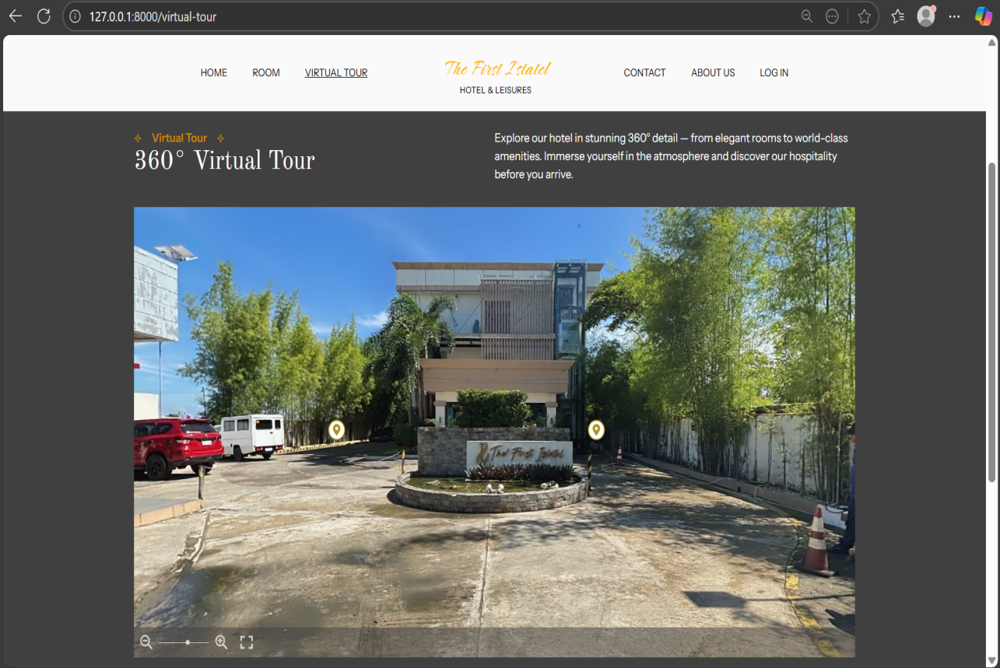 127.0.0.1:8000/virtual-tour
HOME ROOM VIRTUAL TOUR
The First Islatel
HOTEL & LEISURES
CONTACT ABOUT US LOG IN
Virtual Tour
360° Virtual Tour
Explore our hotel in stunning 360° detail — from elegant rooms to world-class
amenities. Immerse yourself in the atmosphere and discover our hospitality
before you arrive.
The First Islatel